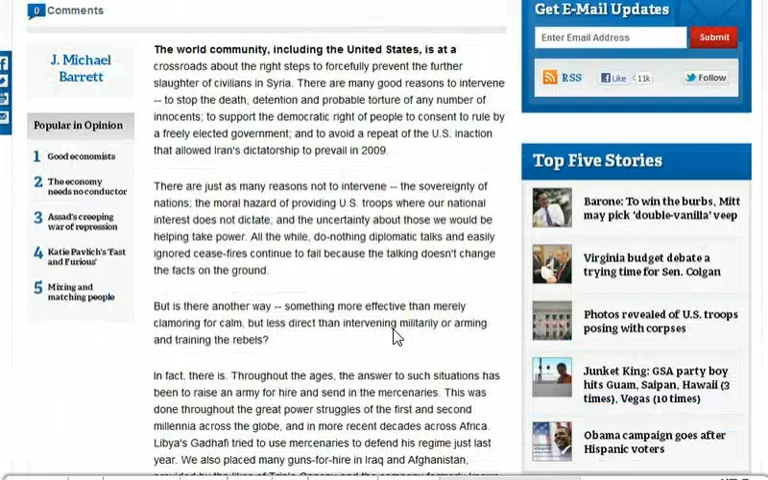 0 Comments
J. Michael
Barrett
Popular in Opinion
1 Good economists
2 The economy
needs no conductor
3 Assad's creeping
war of repression
4 Katie Pavlich's 'Fast
and Furious'
5 Mixing and
matching people
The world community, including the United States, is at a
crossroads about the right steps to forcefully prevent the further
slaughter of civilians in Syria. There are many good reasons to intervene
-- to stop the death, detention and probable torture of any number of
innocents; to support the democratic right of people to consent to rule by
a freely elected government; and to avoid a repeat of the U.S. inaction
that allowed Iran's dictatorship to prevail in 2009.
There are just as many reasons not to intervene -- the sovereignty of
nations; the moral hazard of providing U.S. troops where our national
interest does not dictate; and the uncertainty about those we would be
helping take power. All the while, do-nothing diplomatic talks and easily
ignored cease-fires continue to fail because the talking doesn't change
the facts on the ground.
But is there another way -- something more effective than merely
clamoring for calm, but less direct than intervening militarily or arming
and training the rebels?
In fact, there is. Throughout the ages, the answer to such situations has
been to raise an army for hire and send in the mercenaries. This was
done throughout the great power struggles of the first and second
millennia across the globe, and in more recent decades across Africa.
Libya's Gadhafi tried to use mercenaries to defend his regime just last
year. We also placed many guns-for-hire in Iraq and Afghanistan,
Get E-Mail Updates
Enter Email Address Submit
RSS Like 11k Follow
Top Five Stories
Barone: To win the burbs, Mitt
may pick 'double-vanilla' veep
Virginia budget debate a
trying time for Sen. Colgan
Photos revealed of U.S. troops
posing with corpses
Junket King: GSA party boy
hits Guam, Saipan, Hawaii (3
times), Vegas (10 times)
Obama campaign goes after
Hispanic voters